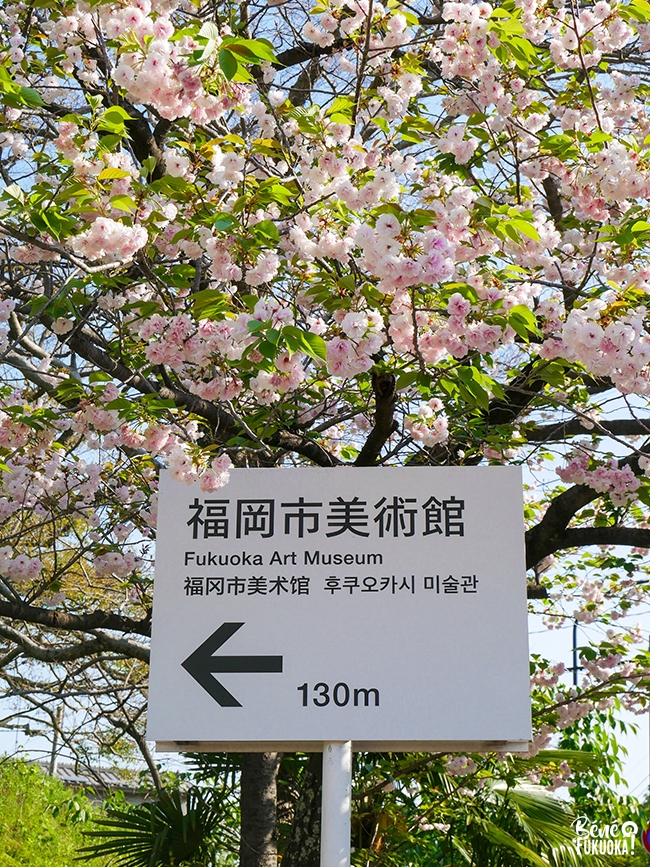 福岡市美術館
Fukuoka Art Museum
福冈市美术馆 후쿠오카시 미술관
130m
Bene
FUKUOKA!